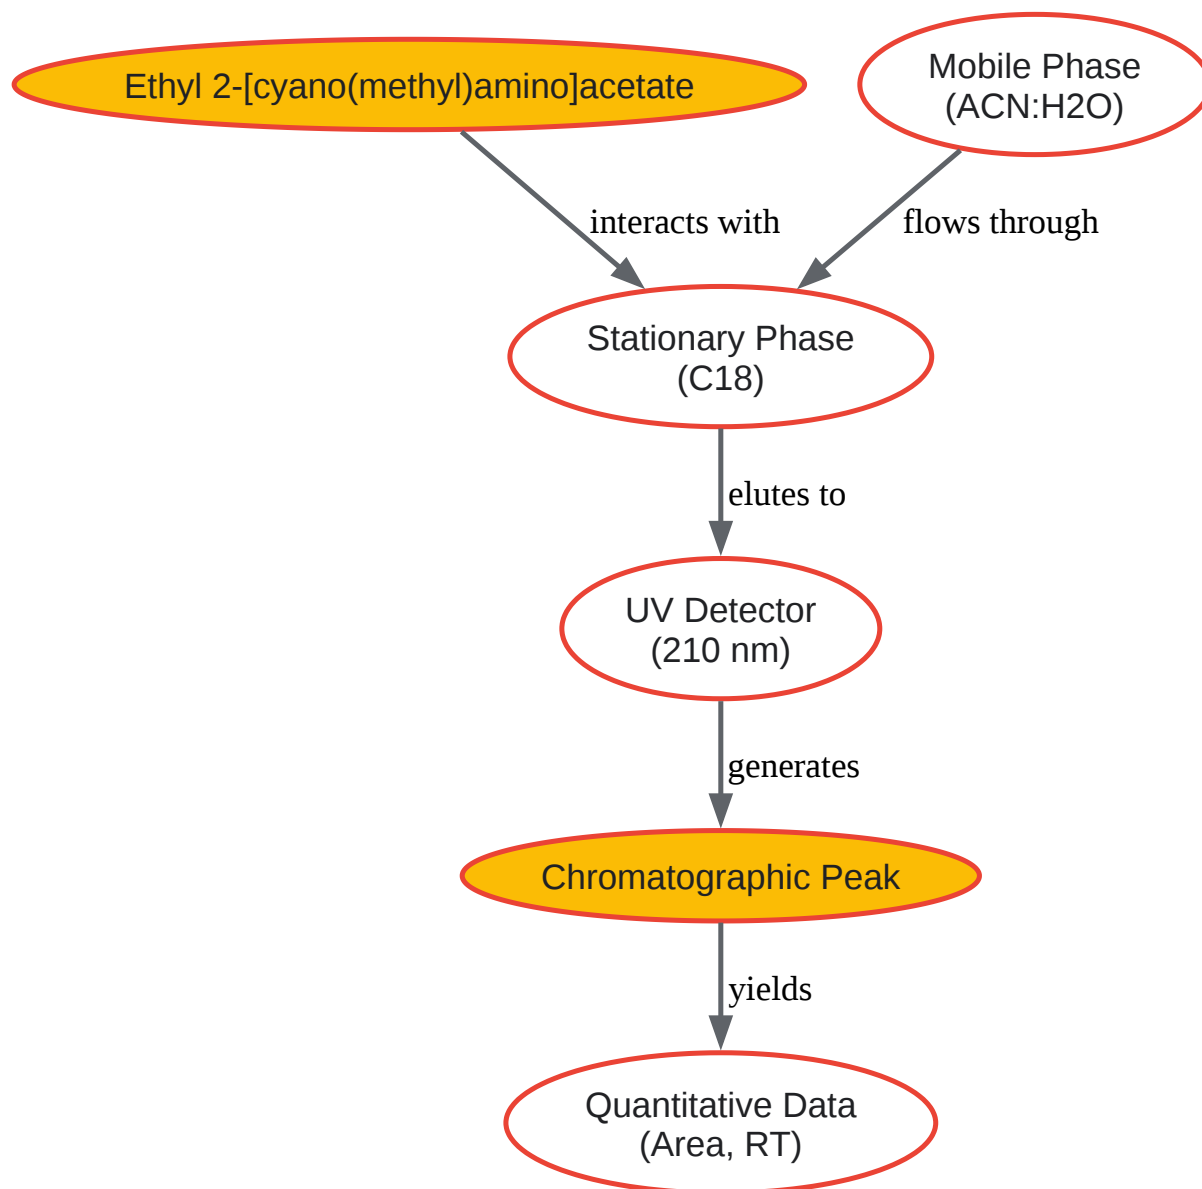 Ethyl 2-[cyano(methyl)amino]acetate
Mobile Phase
(ACN:H2O)
interacts with
flows through
Stationary Phase
(C18)
elutes to
UV Detector
(210 nm)
generates
Chromatographic Peak
yields
Quantitative Data
(Area, RT)